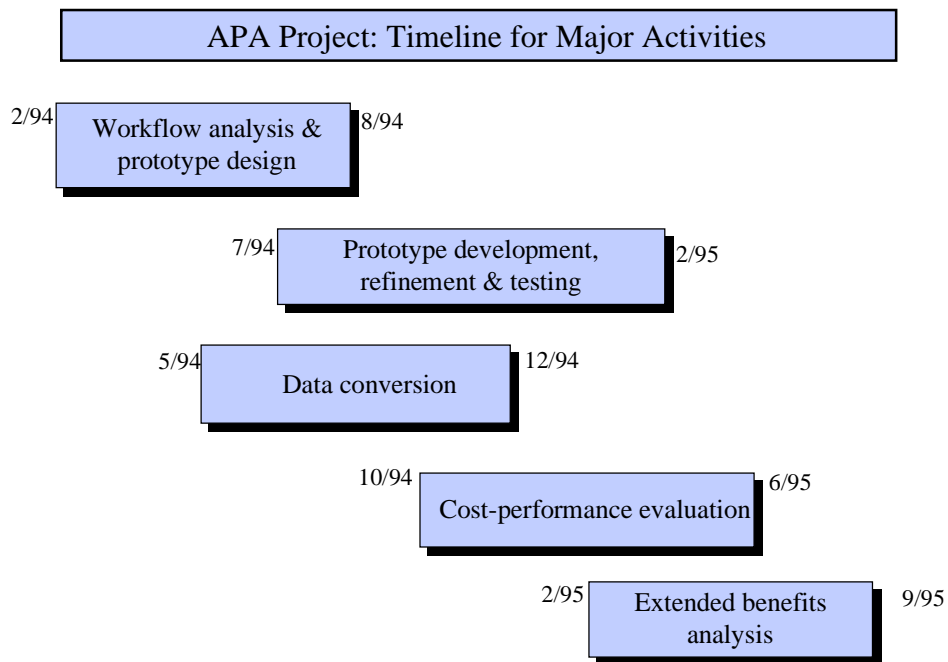 APA Project: Timeline for Major Activities
2/94
Workflow analysis &
prototype design
8/94
7/94
Prototype development,
refinement & testing
2/95
5/94
Data conversion
12/94
10/94
Cost-performance evaluation
6/95
2/95
Extended benefits
analysis
9/95